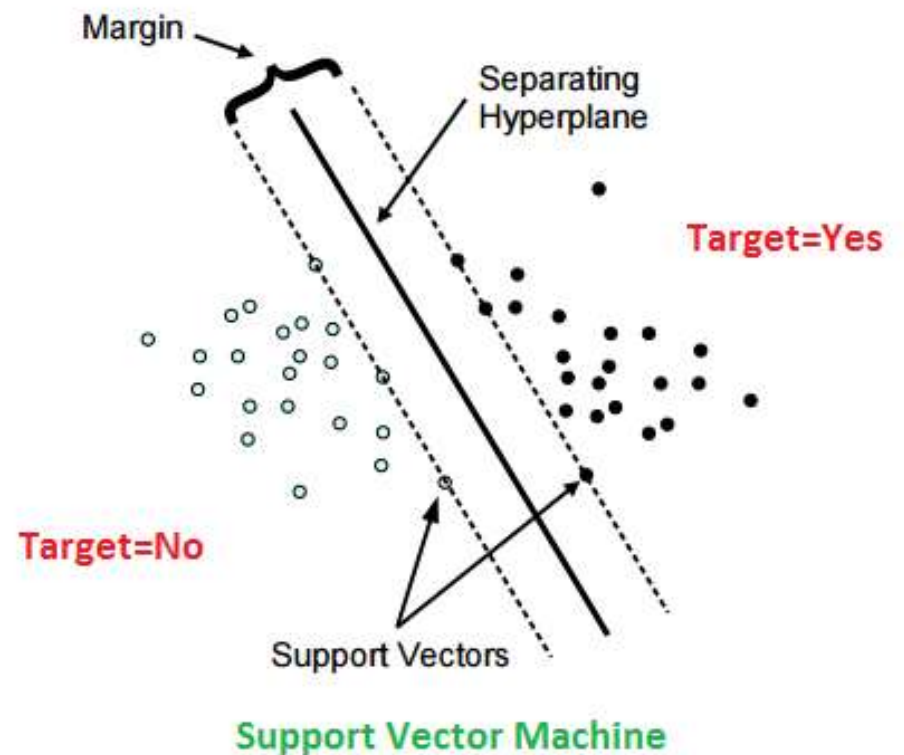 Margin
Separating
Hyperplane
Target=Yes
Target=No
Support Vectors
Support Vector Machine